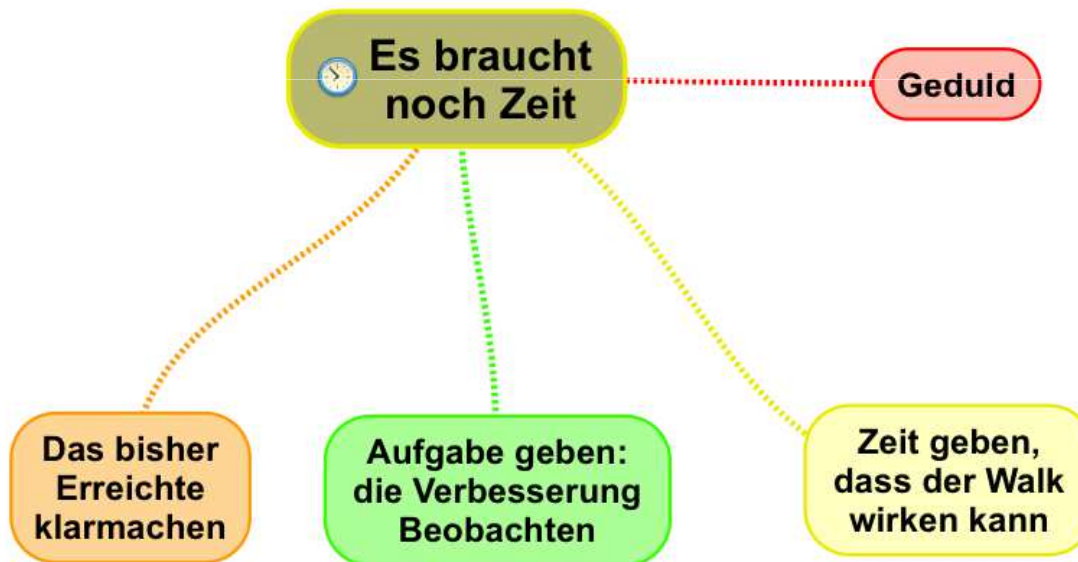 Es braucht
noch Zeit
Geduld
Das bisher
Erreichte
klarmachen
Aufgabe geben:
die Verbesserung
Beobachten
Zeit geben,
dass der Walk
wirken kann